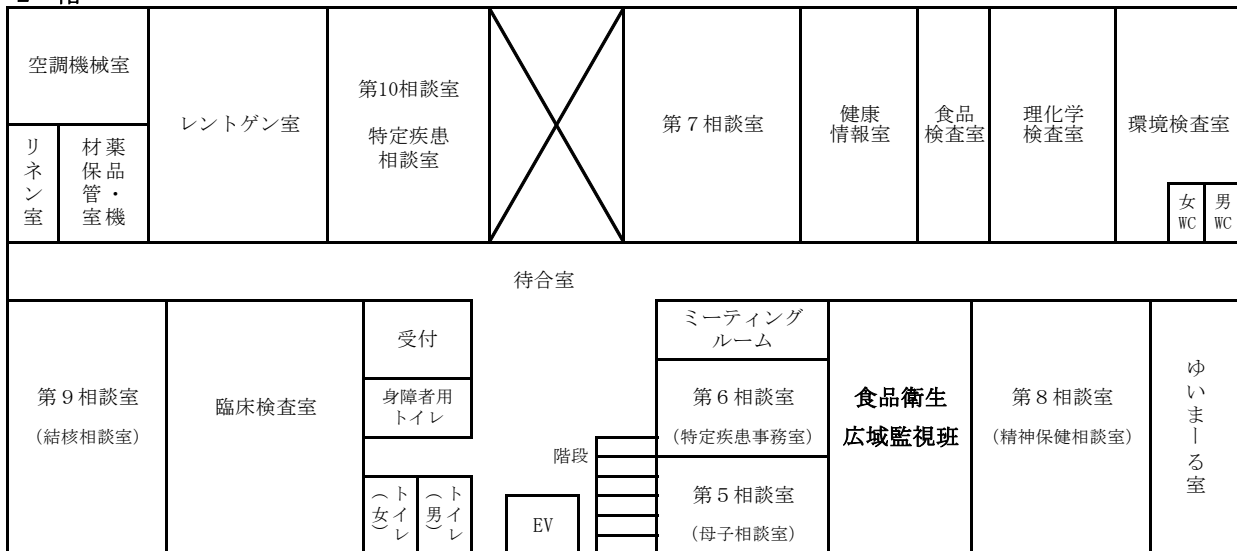 空調機械室
リネン室
薬品・機
材保管室
レントゲン室
第10相談室
特定疾患
相談室
第７相談室
健康
情報室
食品
検査室
理化学
検査室
環境検査室
女
WC
男
WC
待合室
第９相談室
（結核相談室）
臨床検査室
受付
身障者用
トイレ
トイレ
（女）
トイレ
（男）
階段
EV
ミーティング
ルーム
第６相談室
（特定疾患事務室）
第５相談室
（母子相談室）
食品衛生
広域監視班
第８相談室
（精神保健相談室）
ゆいまーる室